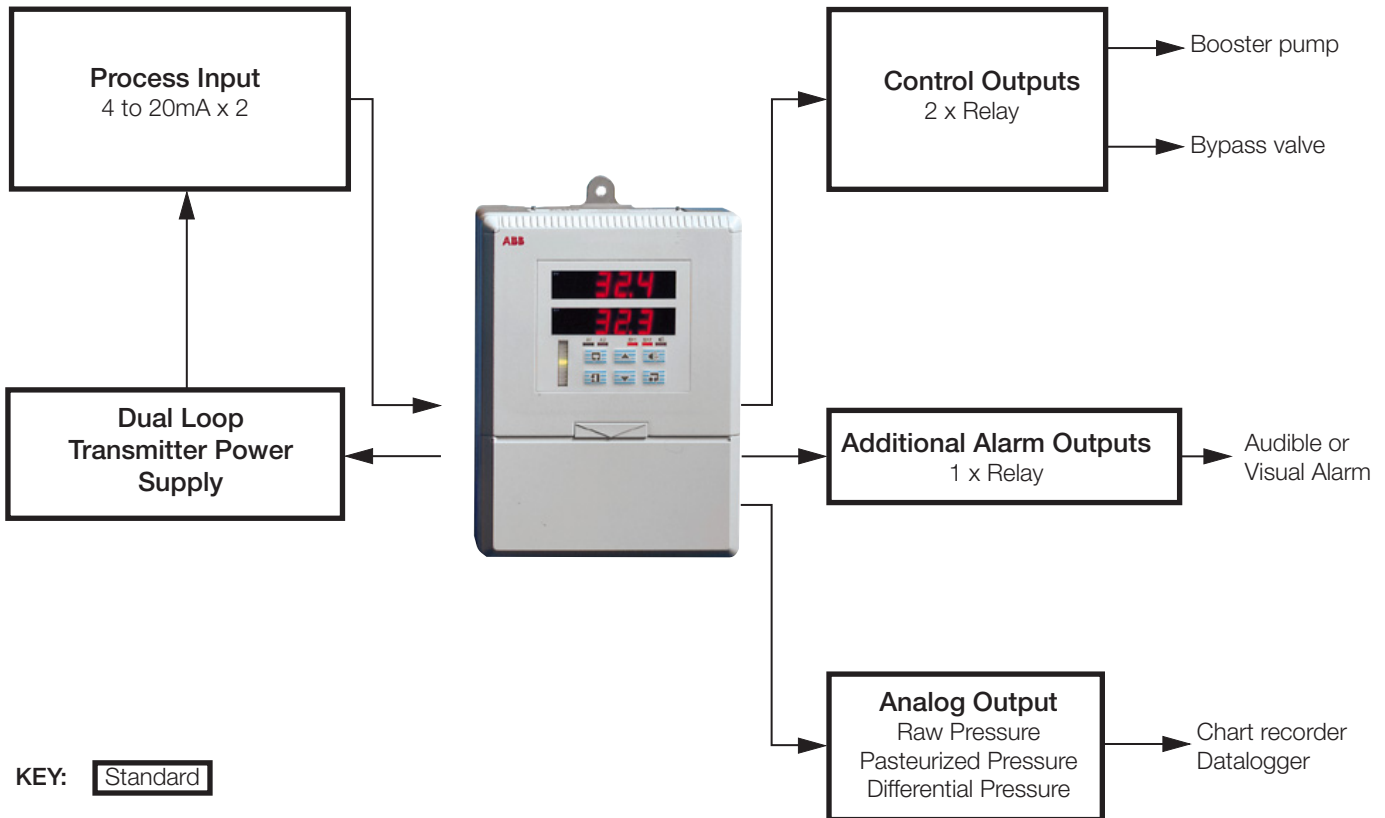 Process Input
4 to 20mA x 2
Control Outputs
2 x Relay
Booster pump
Bypass valve
ABB
32.4
32.3
Dual Loop
Transmitter Power
Supply
Additional Alarm Outputs
1 x Relay
Audible or
Visual Alarm
Analog Output
Raw Pressure
Pasteurized Pressure
Differential Pressure
Chart recorder
Datalogger
KEY: Standard